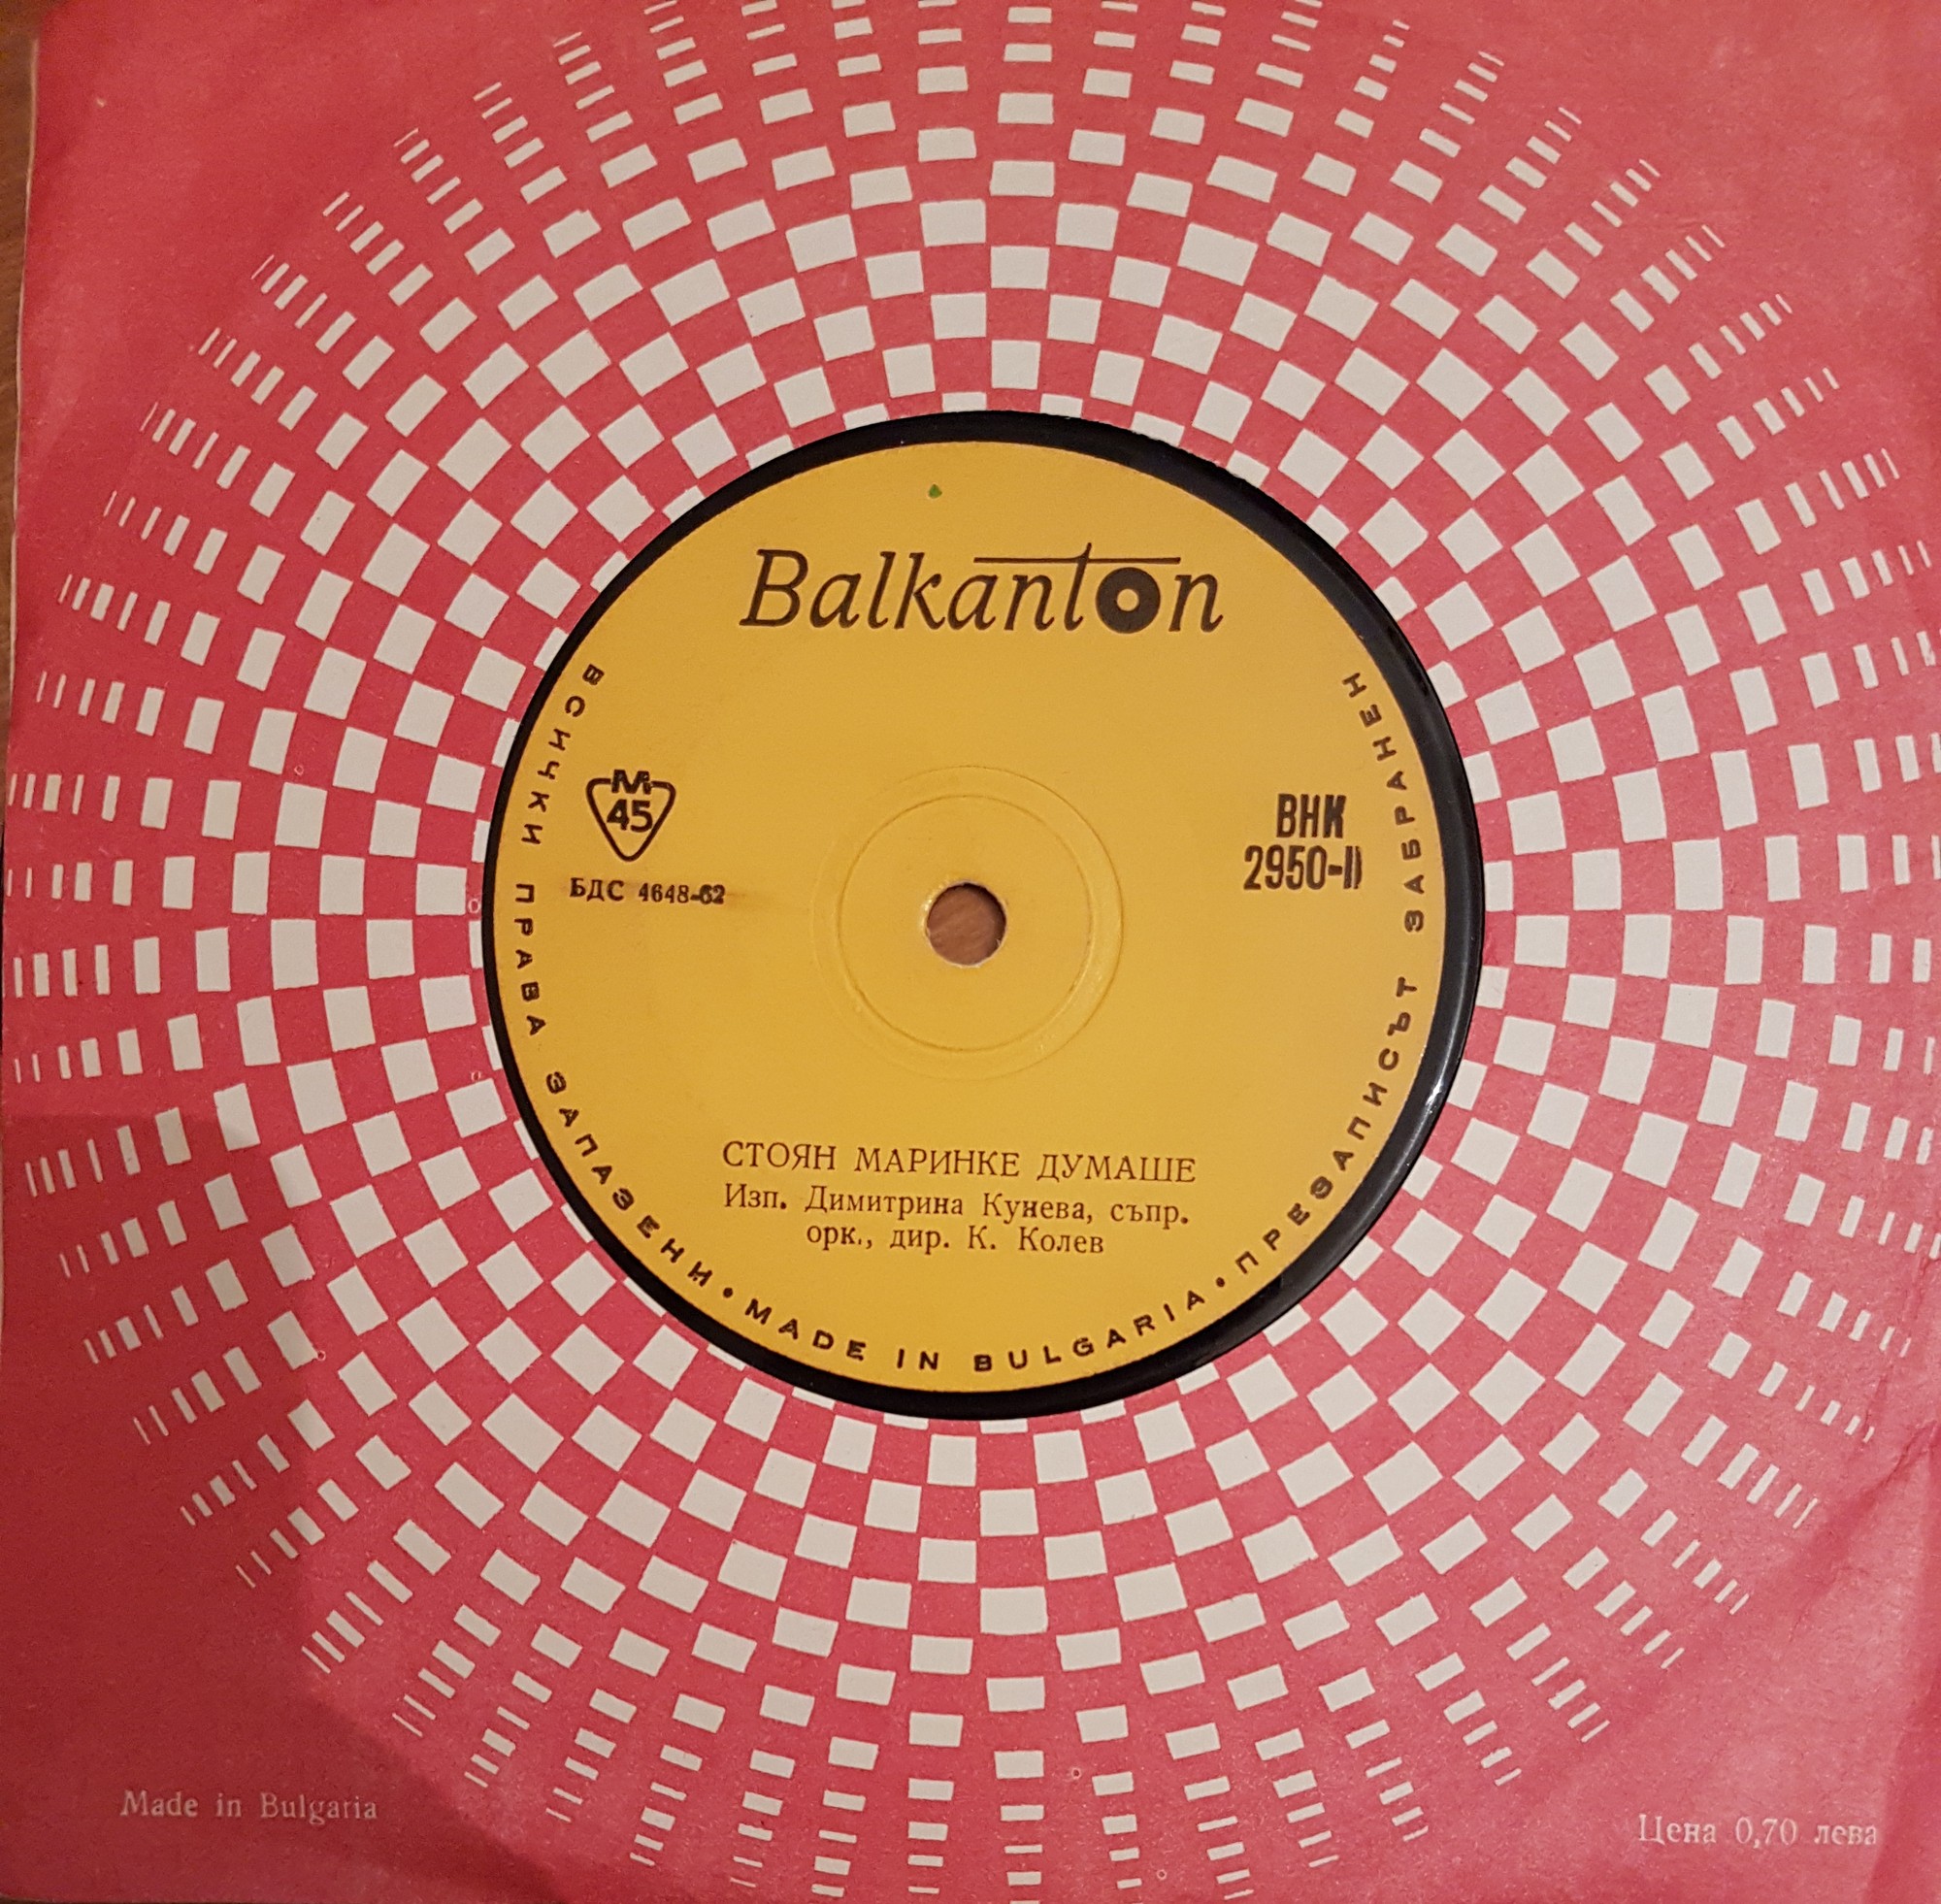 Balkanton
ВСИЧКИ ПРАВА ЗАПАЗЕНИ • MADE IN BULGARIA • ПРЕЗАПИСЪТ ЗАБРАНЕН
М
45
БДС 4648-62
ВНК
2950-II
СТОЯН МАРИНКЕ ДУМАШЕ
Изп. Димитрина Кунева, съпр.
орк., дир. К. Колев
Made in Bulgaria
Цена 0,70 лева